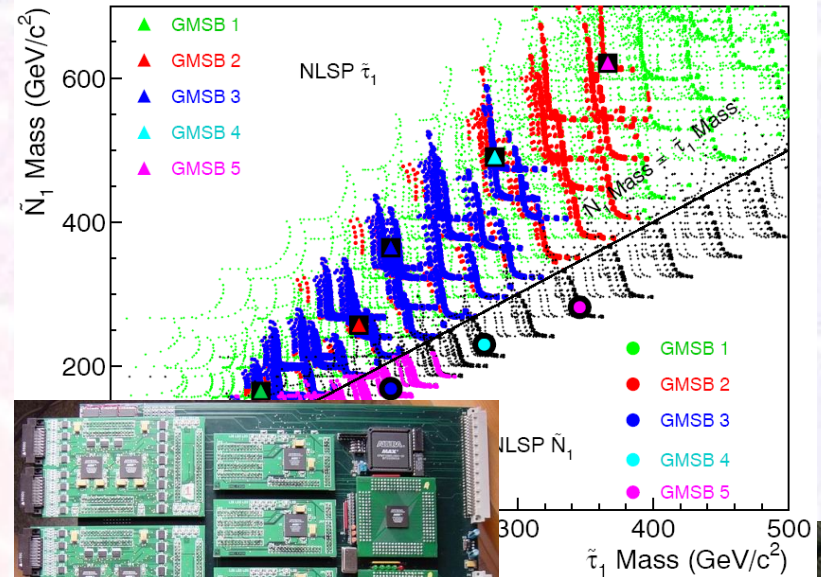 Ñ₁ Mass (GeV/c²)
600
400
200
▲ GMSB 1
▲ GMSB 2
▲ GMSB 3
▲ GMSB 4
▲ GMSB 5
NLSP τ̃₁
Ñ₁ Mass = τ̃₁ Mass
● GMSB 1
● GMSB 2
● GMSB 3
● GMSB 4
● GMSB 5
NLSP Ñ₁
300
400
500
τ̃₁ Mass (GeV/c²)